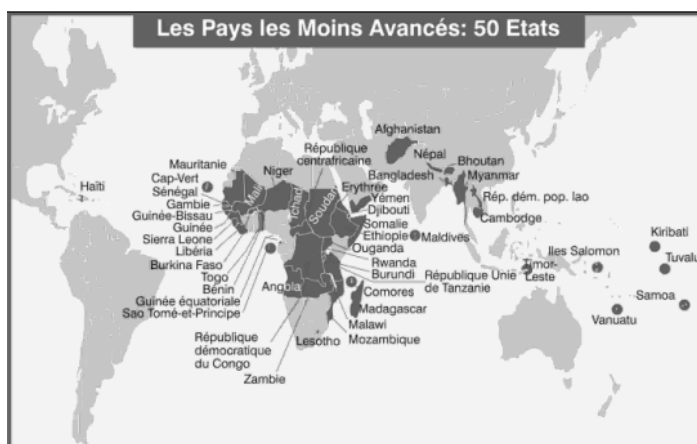 Les Pays les Moins Avancés: 50 Etats
Haïti
Mauritanie
Cap-Vert
Sénégal
Gambie
Guinée-Bissau
Guinée
Sierra Leone
Libéria
Burkina Faso
Togo
Bénin
Guinée équatoriale
Sao Tomé-et-Principe
Mali
Niger
Tchad
Soudan
République
centrafricaine
Erythrée
Yémen
Djibouti
Somalie
Ethiopie
Ouganda
Rwanda
Burundi
République Unie
de Tanzanie
Comores
Madagascar
Malawi
Mozambique
Angola
Lesotho
République
démocratique
du Congo
Zambie
Afghanistan
Népal
Bhoutan
Bangladesh
Myanmar
Rép. dém. pop. lao
Cambodge
Maldives
Timor-
Leste
Iles Salomon
Kiribati
Tuvalu
Samoa
Vanuatu